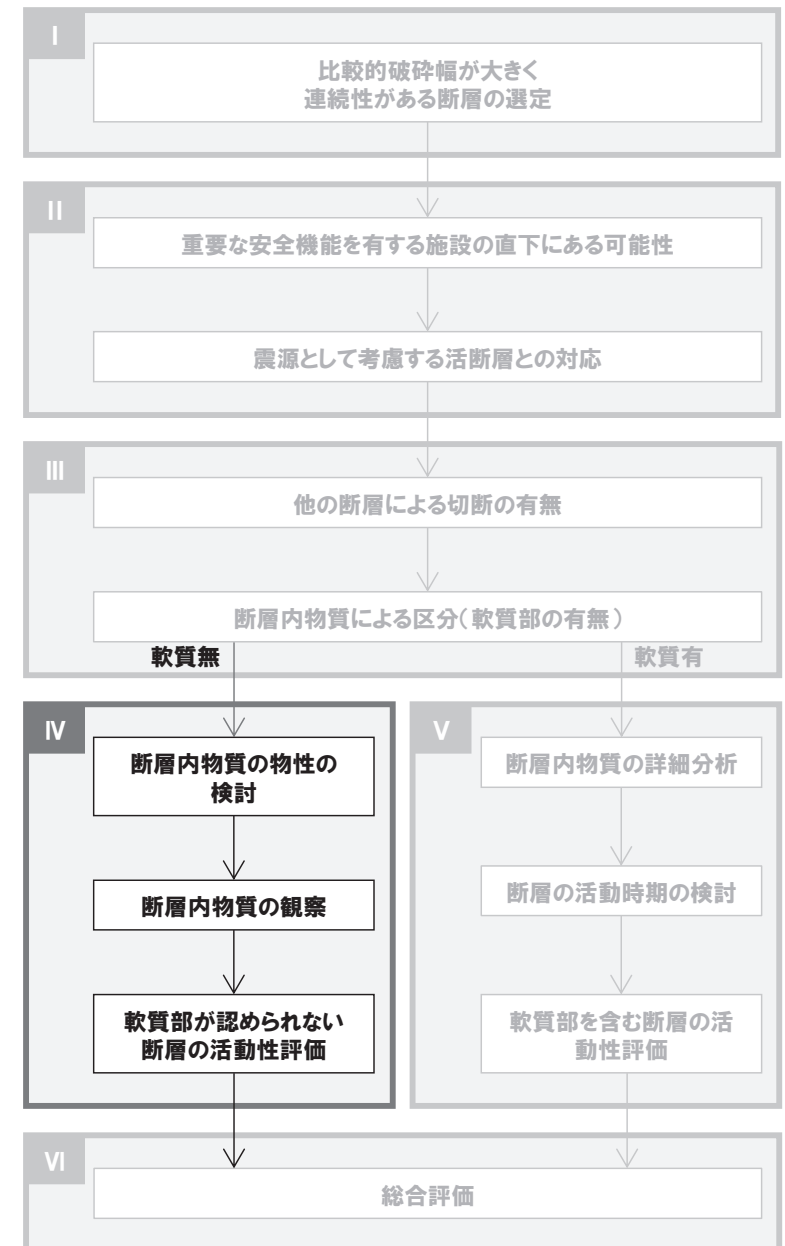 I
比較的破砕幅が大きく
連続性がある断層の選定
II
重要な安全機能を有する施設の直下にある可能性
震源として考慮する活断層との対応
III
他の断層による切断の有無
断層内物質による区分(軟質部の有無)
軟質無
軟質有
IV
断層内物質の物性の
検討
断層内物質の観察
軟質部が認められない
断層の活動性評価
V
断層内物質の詳細分析
断層の活動時期の検討
軟質部を含む断層の活
動性評価
VI
総合評価